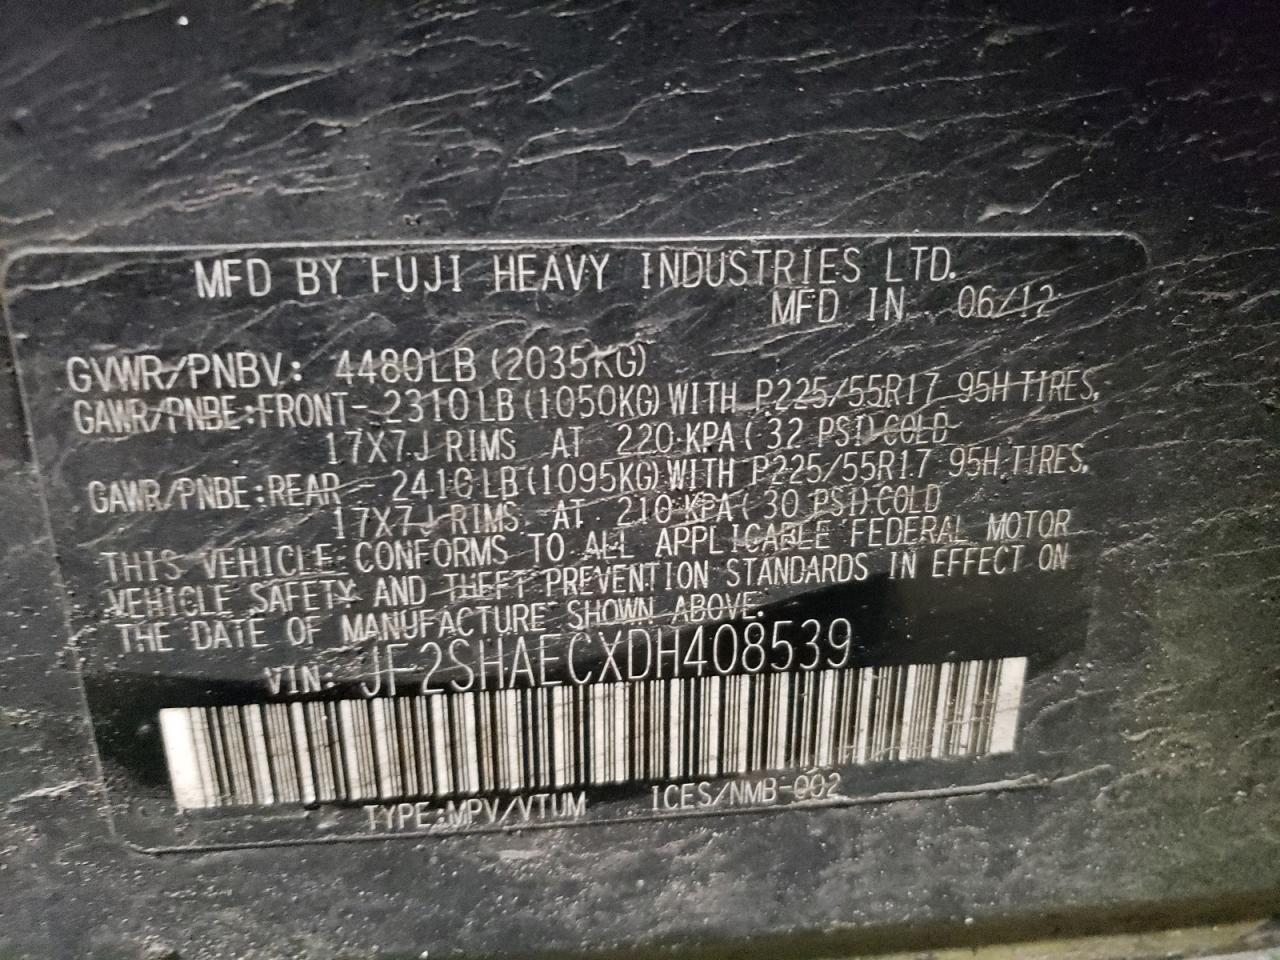 MFD BY FUJI HEAVY INDUSTRIES LTD.
MFD IN 06/12
GVWR/PNBV: 4480LB (2035KG)
GAWR/PNBE:FRONT- 2310LB(1050KG)WITH P225/55R17 95H TIRES,
17X7J RIMS AT 220 KPA( 32 PSI) COLD
GAWR/PNBE:REAR - 2410LB(1095KG)WITH P225/55R17 95H TIRES,
17X7J RIMS AT 210 KPA( 30 PSI) COLD
THIS VEHICLE CONFORMS TO ALL APPLICABLE FEDERAL MOTOR
VEHICLE SAFETY AND THEFT PREVENTION STANDARDS IN EFFECT ON
THE DATE OF MANUFACTURE SHOWN ABOVE.
VIN: JF2SHAECXDH408539
TYPE:MPV/VTUM ICES/NMB-002